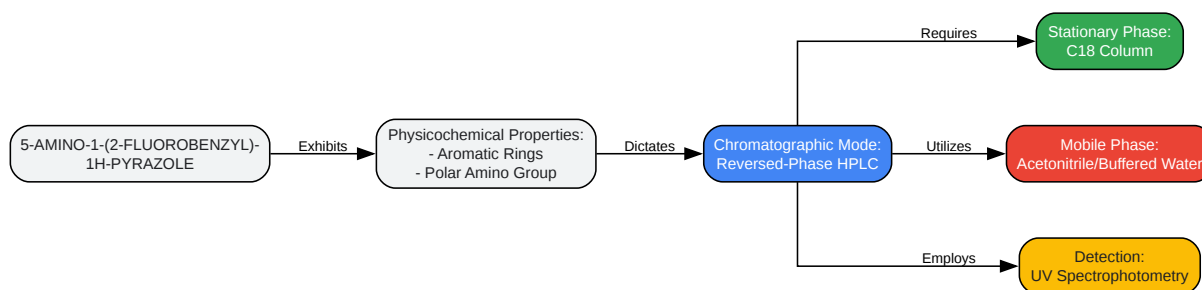 5-AMINO-1-(2-FLUOROBENZYL)-
1H-PYRAZOLE
Exhibits
Physicochemical Properties:
- Aromatic Rings
- Polar Amino Group
Dictates
Chromatographic Mode:
Reversed-Phase HPLC
Requires
Stationary Phase:
C18 Column
Utilizes
Mobile Phase:
Acetonitrile/Buffered Water
Employs
Detection:
UV Spectrophotometry